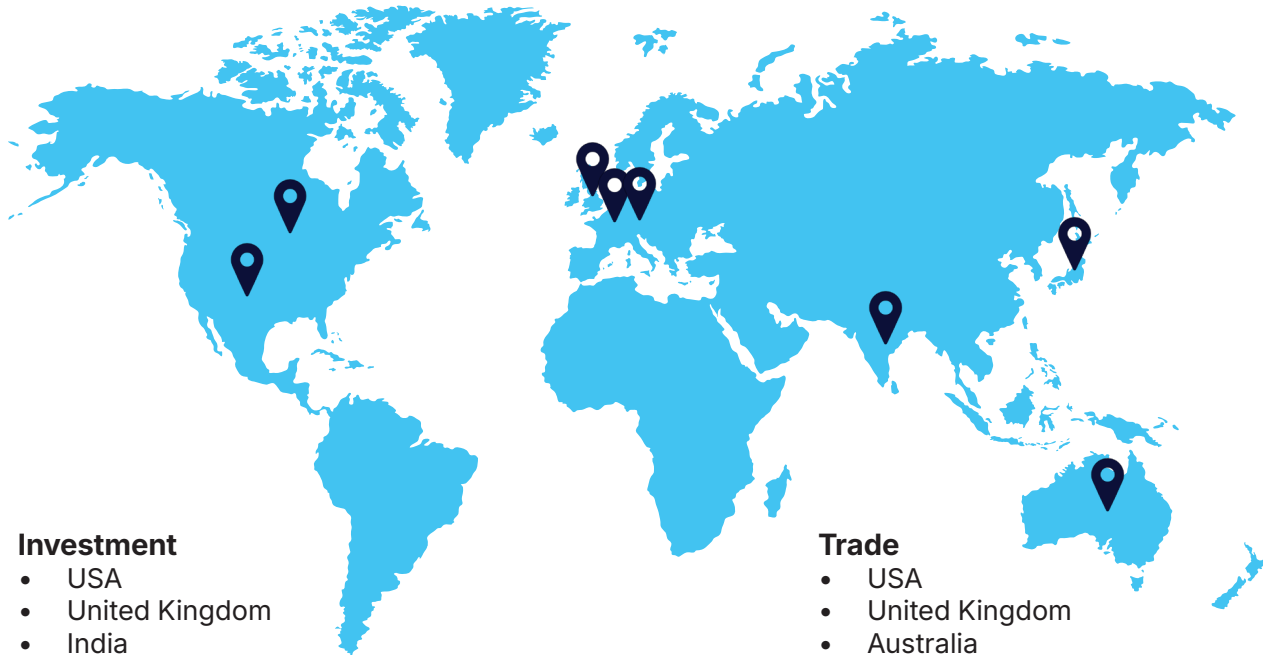 Investment
• USA
• United Kingdom
• India
Trade
• USA
• United Kingdom
• Australia